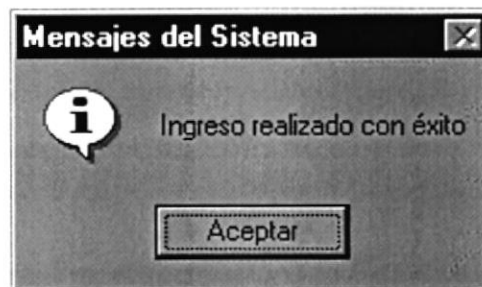 Mensajes del Sistema
Ingreso realizado con éxito
Aceptar